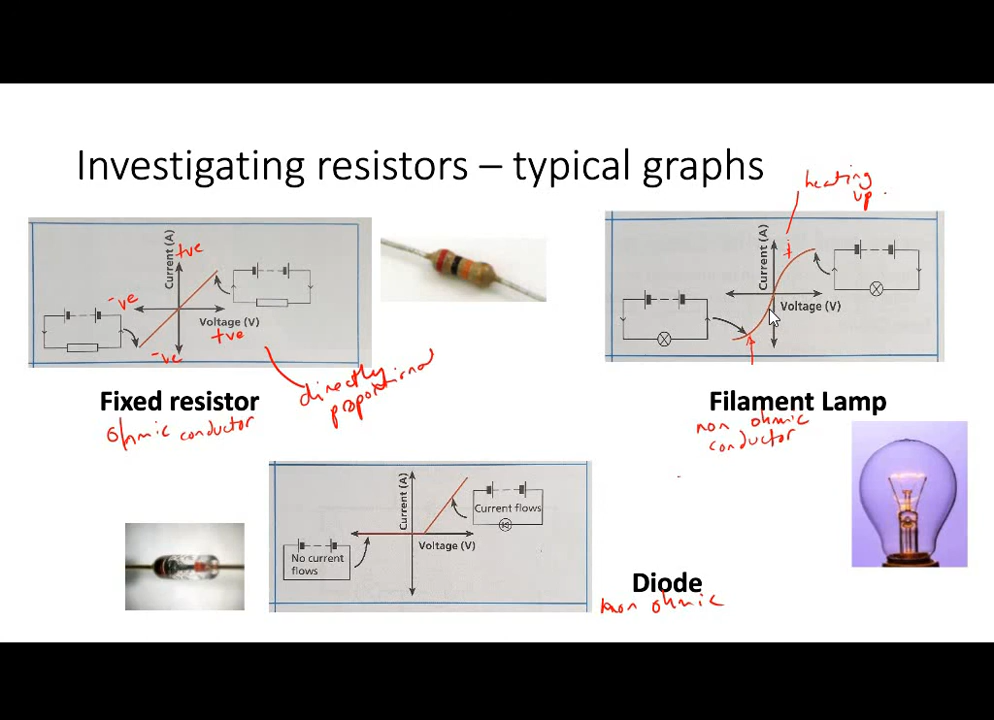 Investigating resistors – typical graphs
heating
up.
Current (A)
+ve
-ve
Voltage (V)
+ve
-ve
directly
proportional
Fixed resistor
Ohmic conductor
Current (A)
Voltage (V)
Filament Lamp
non ohmic
conductor
Current (A)
Current flows
Voltage (V)
No current
flows
Diode
non ohmic